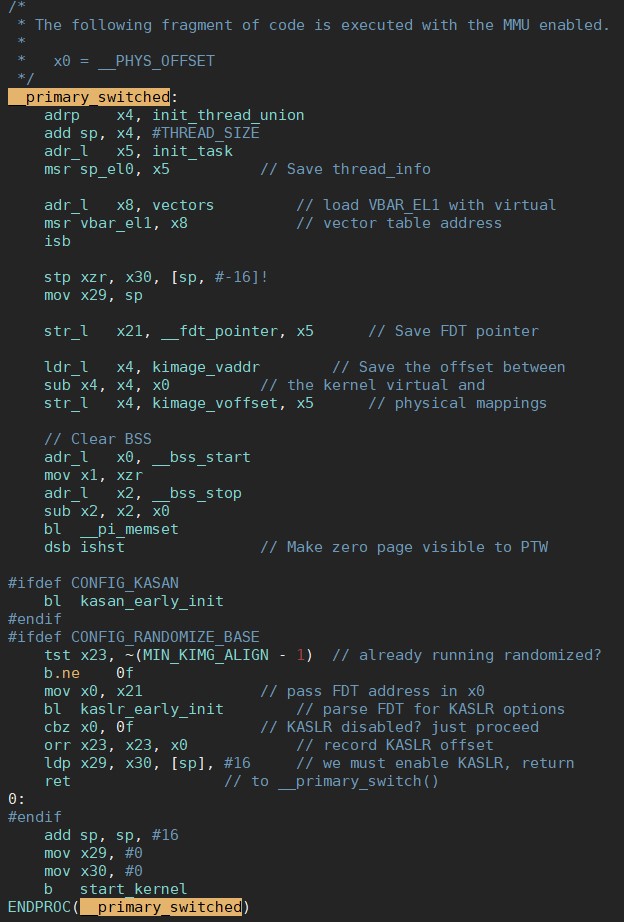 /*
 * The following fragment of code is executed with the MMU enabled.
 *
 *   x0 = __PHYS_OFFSET
 */
__primary_switched:
    adrp    x4, init_thread_union
    add sp, x4, #THREAD_SIZE
    adr_l   x5, init_task
    msr sp_el0, x5          // Save thread_info

    adr_l   x8, vectors         // load VBAR_EL1 with virtual
    msr vbar_el1, x8            // vector table address
    isb

    stp xzr, x30, [sp, #-16]!
    mov x29, sp

    str_l   x21, __fdt_pointer, x5      // Save FDT pointer

    ldr_l   x4, kimage_vaddr        // Save the offset between
    sub x4, x4, x0          // the kernel virtual and
    str_l   x4, kimage_voffset, x5      // physical mappings

    // Clear BSS
    adr_l   x0, __bss_start
    mov x1, xzr
    adr_l   x2, __bss_stop
    sub x2, x2, x0
    bl  __pi_memset
    dsb ishst               // Make zero page visible to PTW

#ifdef CONFIG_KASAN
    bl  kasan_early_init
#endif
#ifdef CONFIG_RANDOMIZE_BASE
    tst x23, ~(MIN_KIMG_ALIGN - 1)  // already running randomized?
    b.ne    0f
    mov x0, x21             // pass FDT address in x0
    bl  kaslr_early_init        // parse FDT for KASLR options
    cbz x0, 0f              // KASLR disabled? just proceed
    orr x23, x23, x0            // record KASLR offset
    ldp x29, x30, [sp], #16     // we must enable KASLR, return
    ret                 // to __primary_switch()
0:
#endif
    add sp, sp, #16
    mov x29, #0
    mov x30, #0
    b   start_kernel
ENDPROC(__primary_switched)